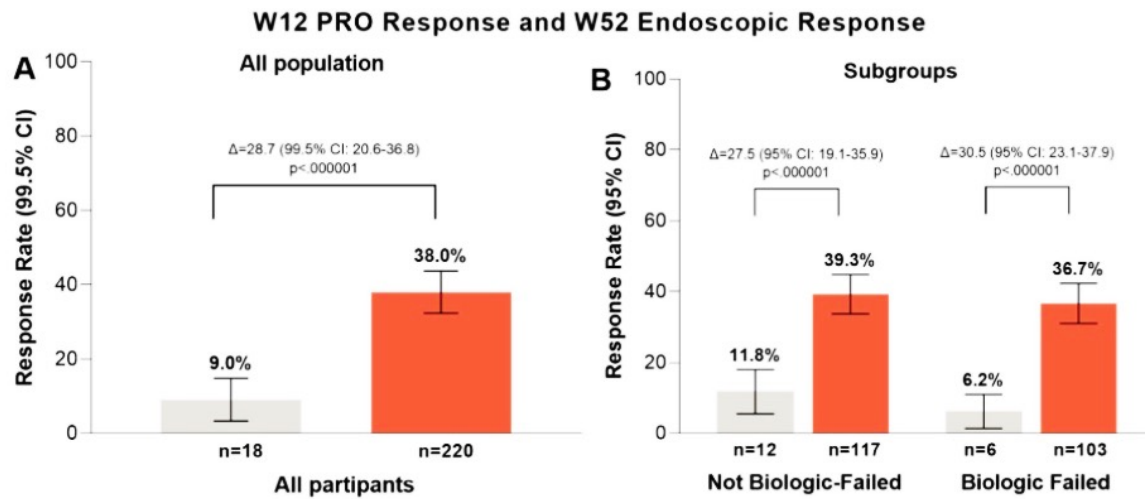 W12 PRO Response and W52 Endoscopic Response
A
All population
Response Rate (99.5% CI)
100
80
60
40
20
0
Δ=28.7 (99.5% CI: 20.6-36.8)
p<.000001
9.0%
38.0%
n=18
n=220
All partipants
B
Subgroups
Response Rate (95% CI)
100
80
60
40
20
0
Δ=27.5 (95% CI: 19.1-35.9)
p<.000001
Δ=30.5 (95% CI: 23.1-37.9)
p<.000001
11.8%
39.3%
6.2%
36.7%
n=12
n=117
n=6
n=103
Not Biologic-Failed
Biologic Failed